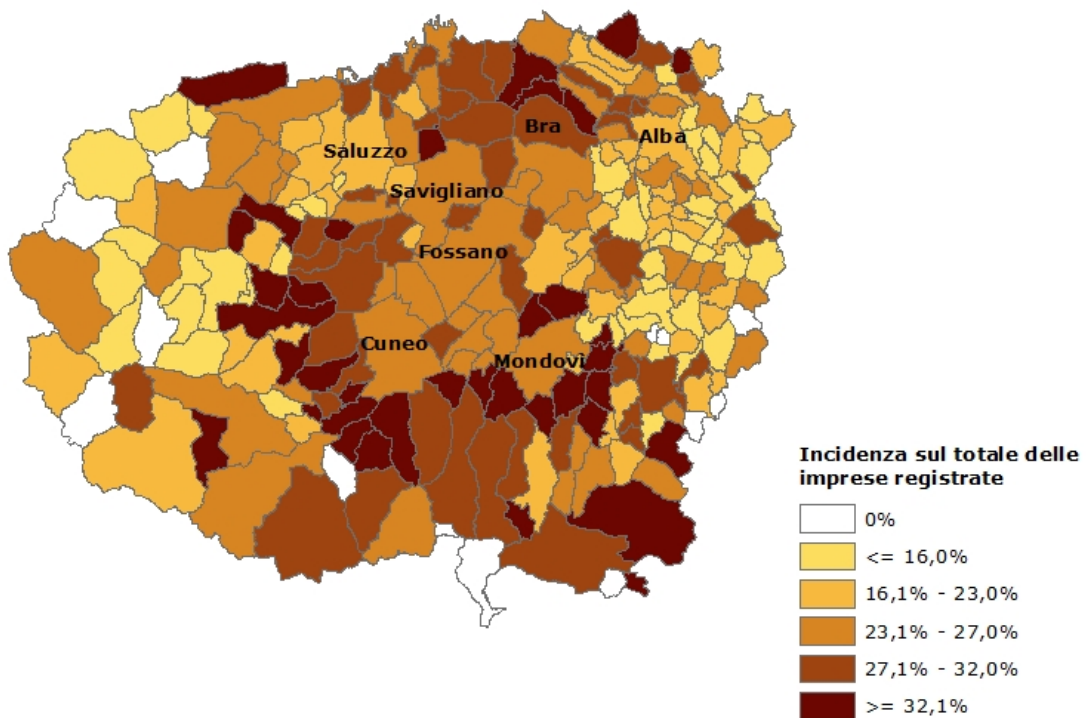 Bra
Alba
Saluzzo
Savigliano
Fossano
Cuneo
Mondovì
Incidenza sul totale delle
imprese registrate
0%
<= 16,0%
16,1% - 23,0%
23,1% - 27,0%
27,1% - 32,0%
>= 32,1%